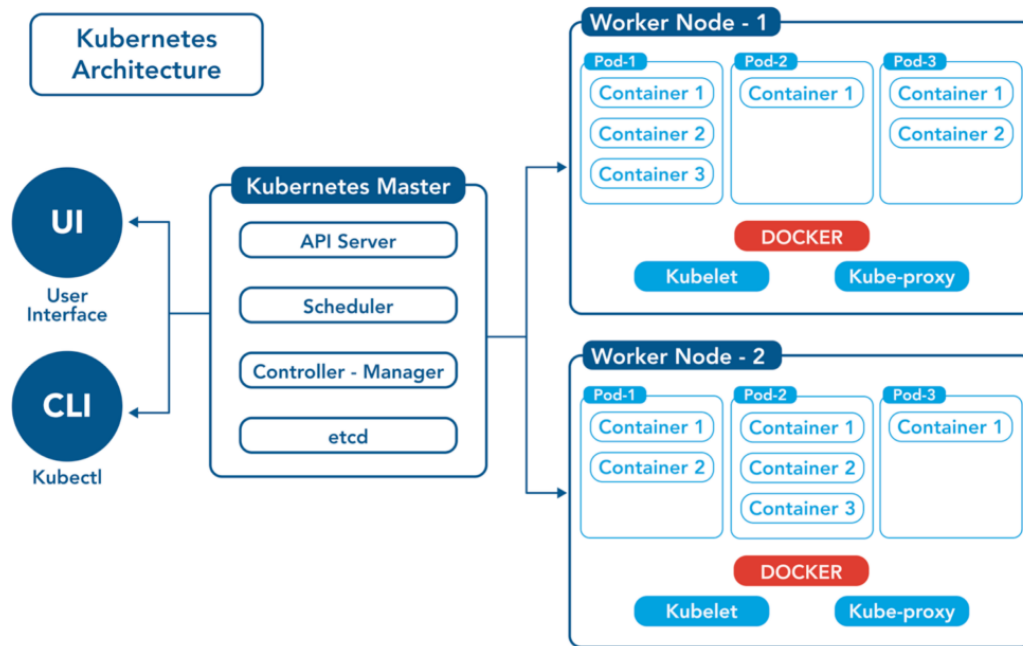 Kubernetes
Architecture
UI
User
Interface
CLI
Kubectl
Kubernetes Master
API Server
Scheduler
Controller - Manager
etcd
Worker Node - 1
Pod-1
Container 1
Container 2
Container 3
Pod-2
Container 1
Pod-3
Container 1
Container 2
DOCKER
Kubelet
Kube-proxy
Worker Node - 2
Pod-1
Container 1
Container 2
Pod-2
Container 1
Container 2
Container 3
Pod-3
Container 1
DOCKER
Kubelet
Kube-proxy